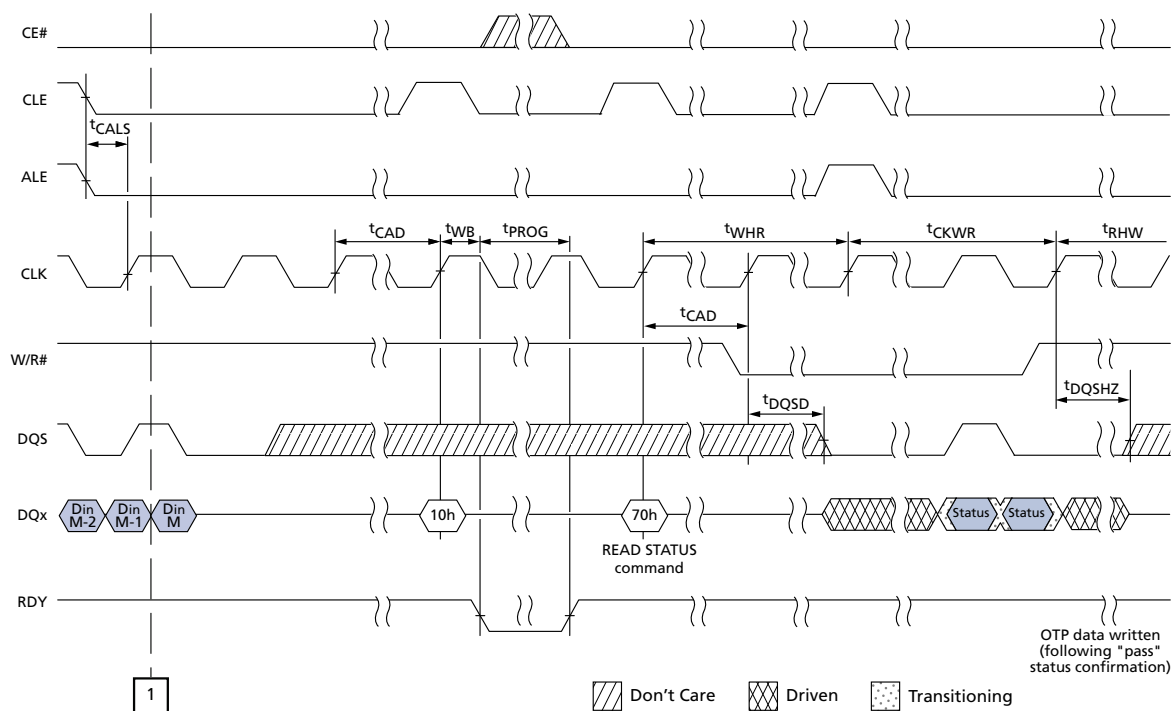 CE#
CLE
tCALS
ALE
tCAD
tWB
tPROG
tWHR
tCKWR
tRHW
CLK
tCAD
W/R#
tDQSD
tDQSHZ
DQS
DQx
Din
M-2
Din
M-1
Din
M
10h
70h
Status
Status
READ STATUS
command
RDY
OTP data written
(following "pass"
status confirmation)
1
Don't Care
Driven
Transitioning